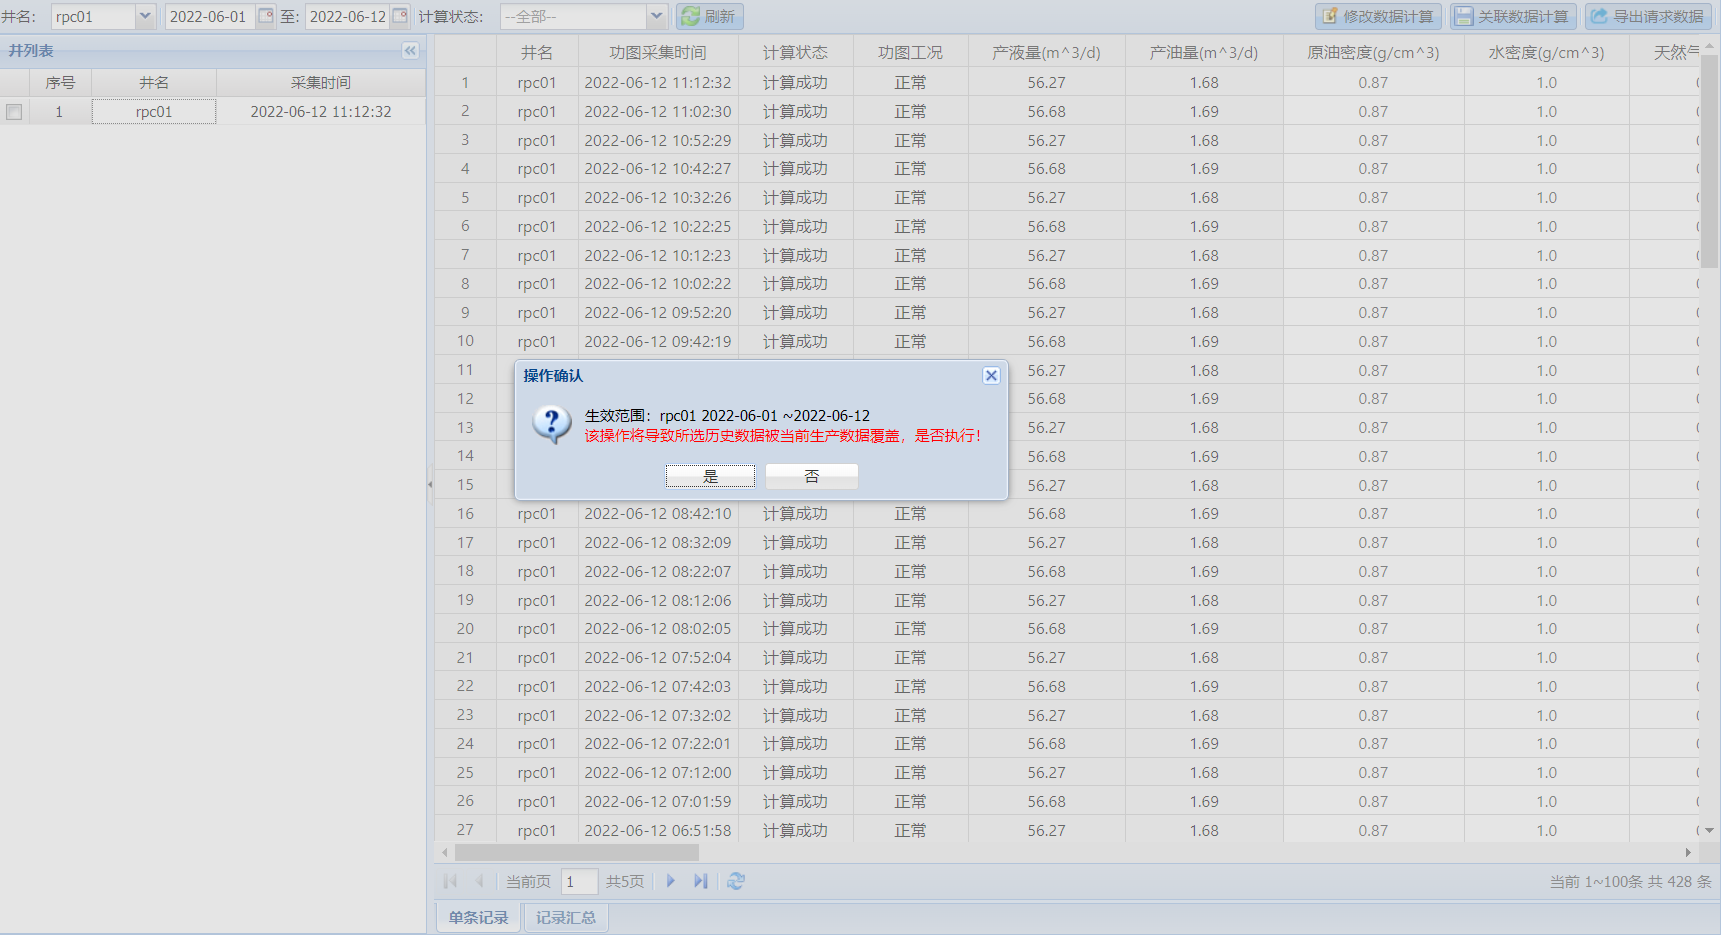 井名: rpc01 2022-06-01 至: 2022-06-12 计算状态: --全部-- 刷新 修改数据计算 关联数据计算 导出请求数据
井列表
序号 井名 采集时间
1 rpc01 2022-06-12 11:12:32
井名 功图采集时间 计算状态 功图工况 产液量(m^3/d) 产油量(m^3/d) 原油密度(g/cm^3) 水密度(g/cm^3) 天然
1 rpc01 2022-06-12 11:12:32 计算成功 正常 56.27 1.68 0.87 1.0
2 rpc01 2022-06-12 11:02:30 计算成功 正常 56.68 1.69 0.87 1.0
3 rpc01 2022-06-12 10:52:29 计算成功 正常 56.27 1.68 0.87 1.0
4 rpc01 2022-06-12 10:42:27 计算成功 正常 56.68 1.69 0.87 1.0
5 rpc01 2022-06-12 10:32:26 计算成功 正常 56.27 1.68 0.87 1.0
6 rpc01 2022-06-12 10:22:25 计算成功 正常 56.68 1.69 0.87 1.0
7 rpc01 2022-06-12 10:12:23 计算成功 正常 56.27 1.68 0.87 1.0
8 rpc01 2022-06-12 10:02:22 计算成功 正常 56.68 1.69 0.87 1.0
9 rpc01 2022-06-12 09:52:20 计算成功 正常 56.27 1.68 0.87 1.0
10 rpc01 2022-06-12 09:42:19 计算成功 正常 56.68 1.69 0.87 1.0
11 56.27 1.68 0.87 1.0
12 56.68 1.69 0.87 1.0
13 56.27 1.68 0.87 1.0
14 56.68 1.69 0.87 1.0
15 56.27 1.68 0.87 1.0
操作确认
生效范围：rpc01 2022-06-01 ~2022-06-12
该操作将导致所选历史数据被当前生产数据覆盖，是否执行！
是 否
16 rpc01 2022-06-12 08:42:10 计算成功 正常 56.68 1.69 0.87 1.0
17 rpc01 2022-06-12 08:32:09 计算成功 正常 56.27 1.68 0.87 1.0
18 rpc01 2022-06-12 08:22:07 计算成功 正常 56.68 1.69 0.87 1.0
19 rpc01 2022-06-12 08:12:06 计算成功 正常 56.27 1.68 0.87 1.0
20 rpc01 2022-06-12 08:02:05 计算成功 正常 56.68 1.69 0.87 1.0
21 rpc01 2022-06-12 07:52:04 计算成功 正常 56.27 1.68 0.87 1.0
22 rpc01 2022-06-12 07:42:03 计算成功 正常 56.68 1.69 0.87 1.0
23 rpc01 2022-06-12 07:32:02 计算成功 正常 56.27 1.68 0.87 1.0
24 rpc01 2022-06-12 07:22:01 计算成功 正常 56.68 1.69 0.87 1.0
25 rpc01 2022-06-12 07:12:00 计算成功 正常 56.27 1.68 0.87 1.0
26 rpc01 2022-06-12 07:01:59 计算成功 正常 56.68 1.69 0.87 1.0
27 rpc01 2022-06-12 06:51:58 计算成功 正常 56.27 1.68 0.87 1.0
当前页 1 共5页 当前 1~100条 共 428 条
单条记录 记录汇总